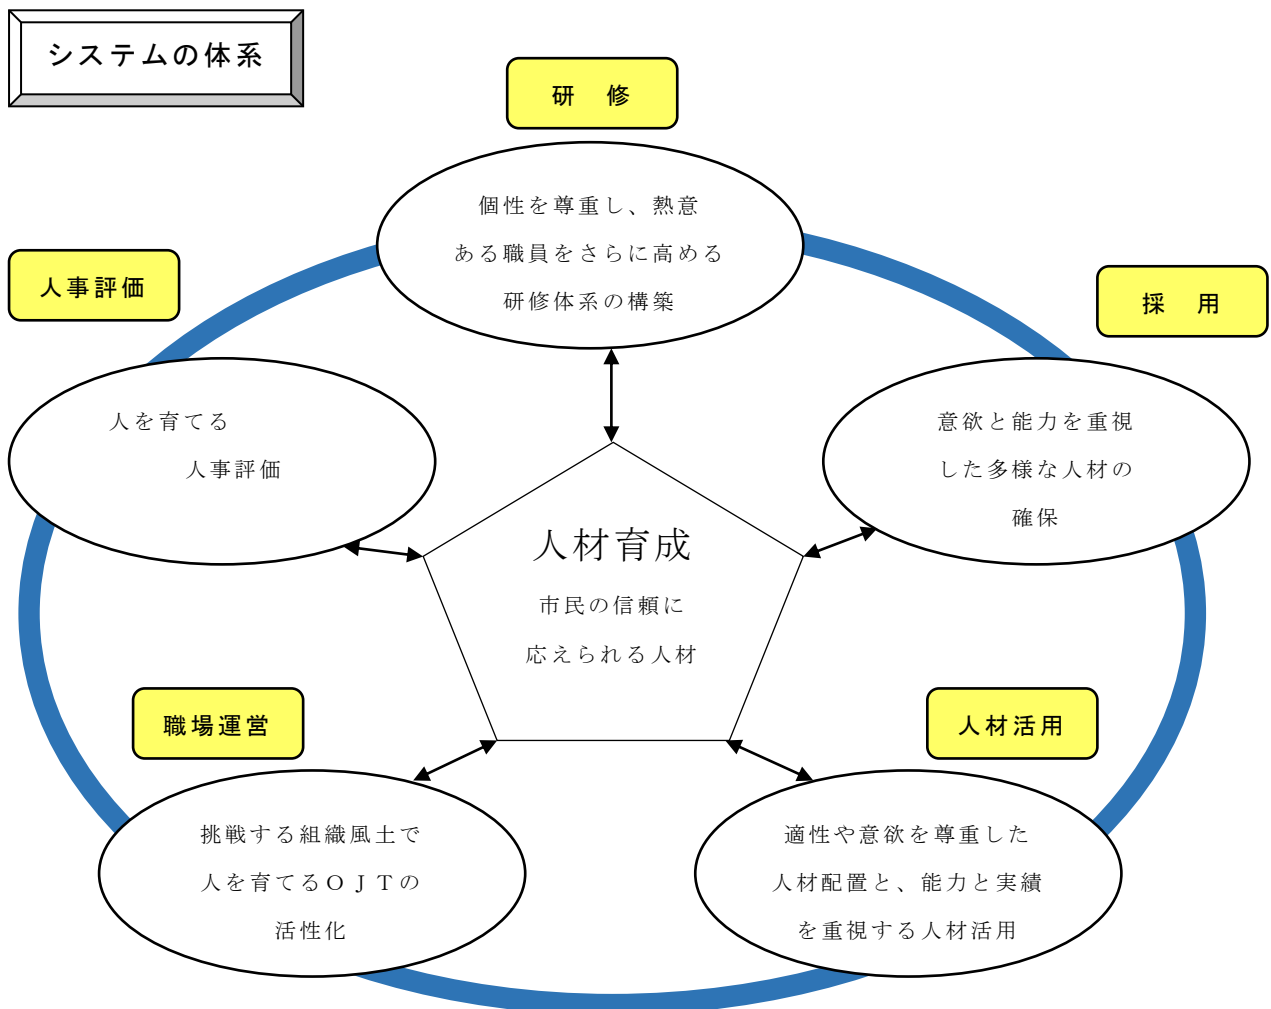 システムの体系
研　修
個性を尊重し、熱意
ある職員をさらに高める
研修体系の構築
人事評価
人を育てる
人事評価
採　用
意欲と能力を重視
した多様な人材の
確保
人材育成
市民の信頼に
応えられる人材
職場運営
挑戦する組織風土で
人を育てるＯＪＴの
活性化
人材活用
適性や意欲を尊重した
人材配置と、能力と実績
を重視する人材活用